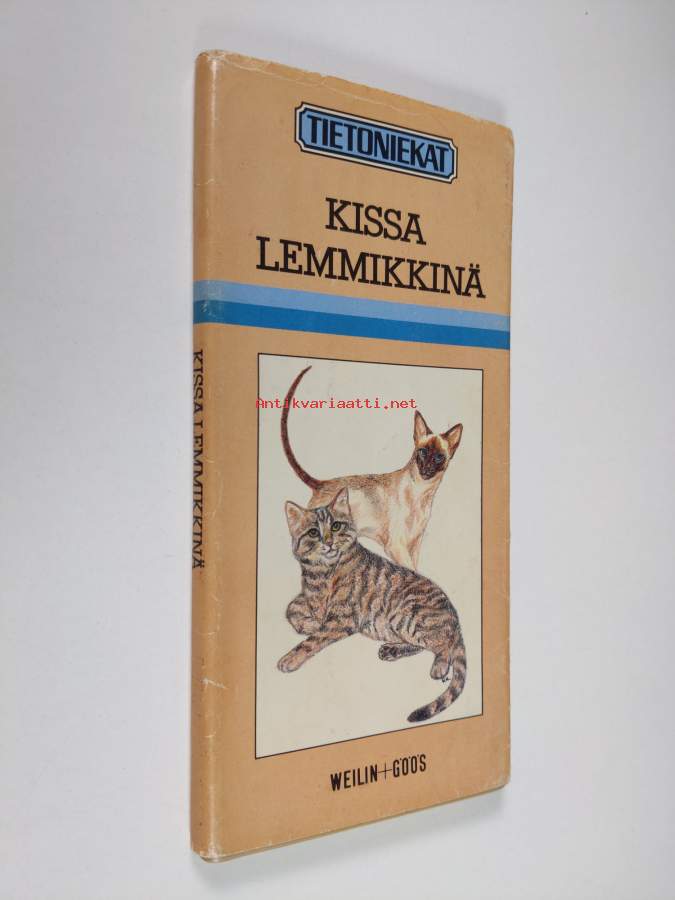 TIETONIEKAT
KISSA
LEMMIKKINÄ
KISSA LEMMIKKINÄ
Antikvariaatti.net
WEILIN+GÖÖS